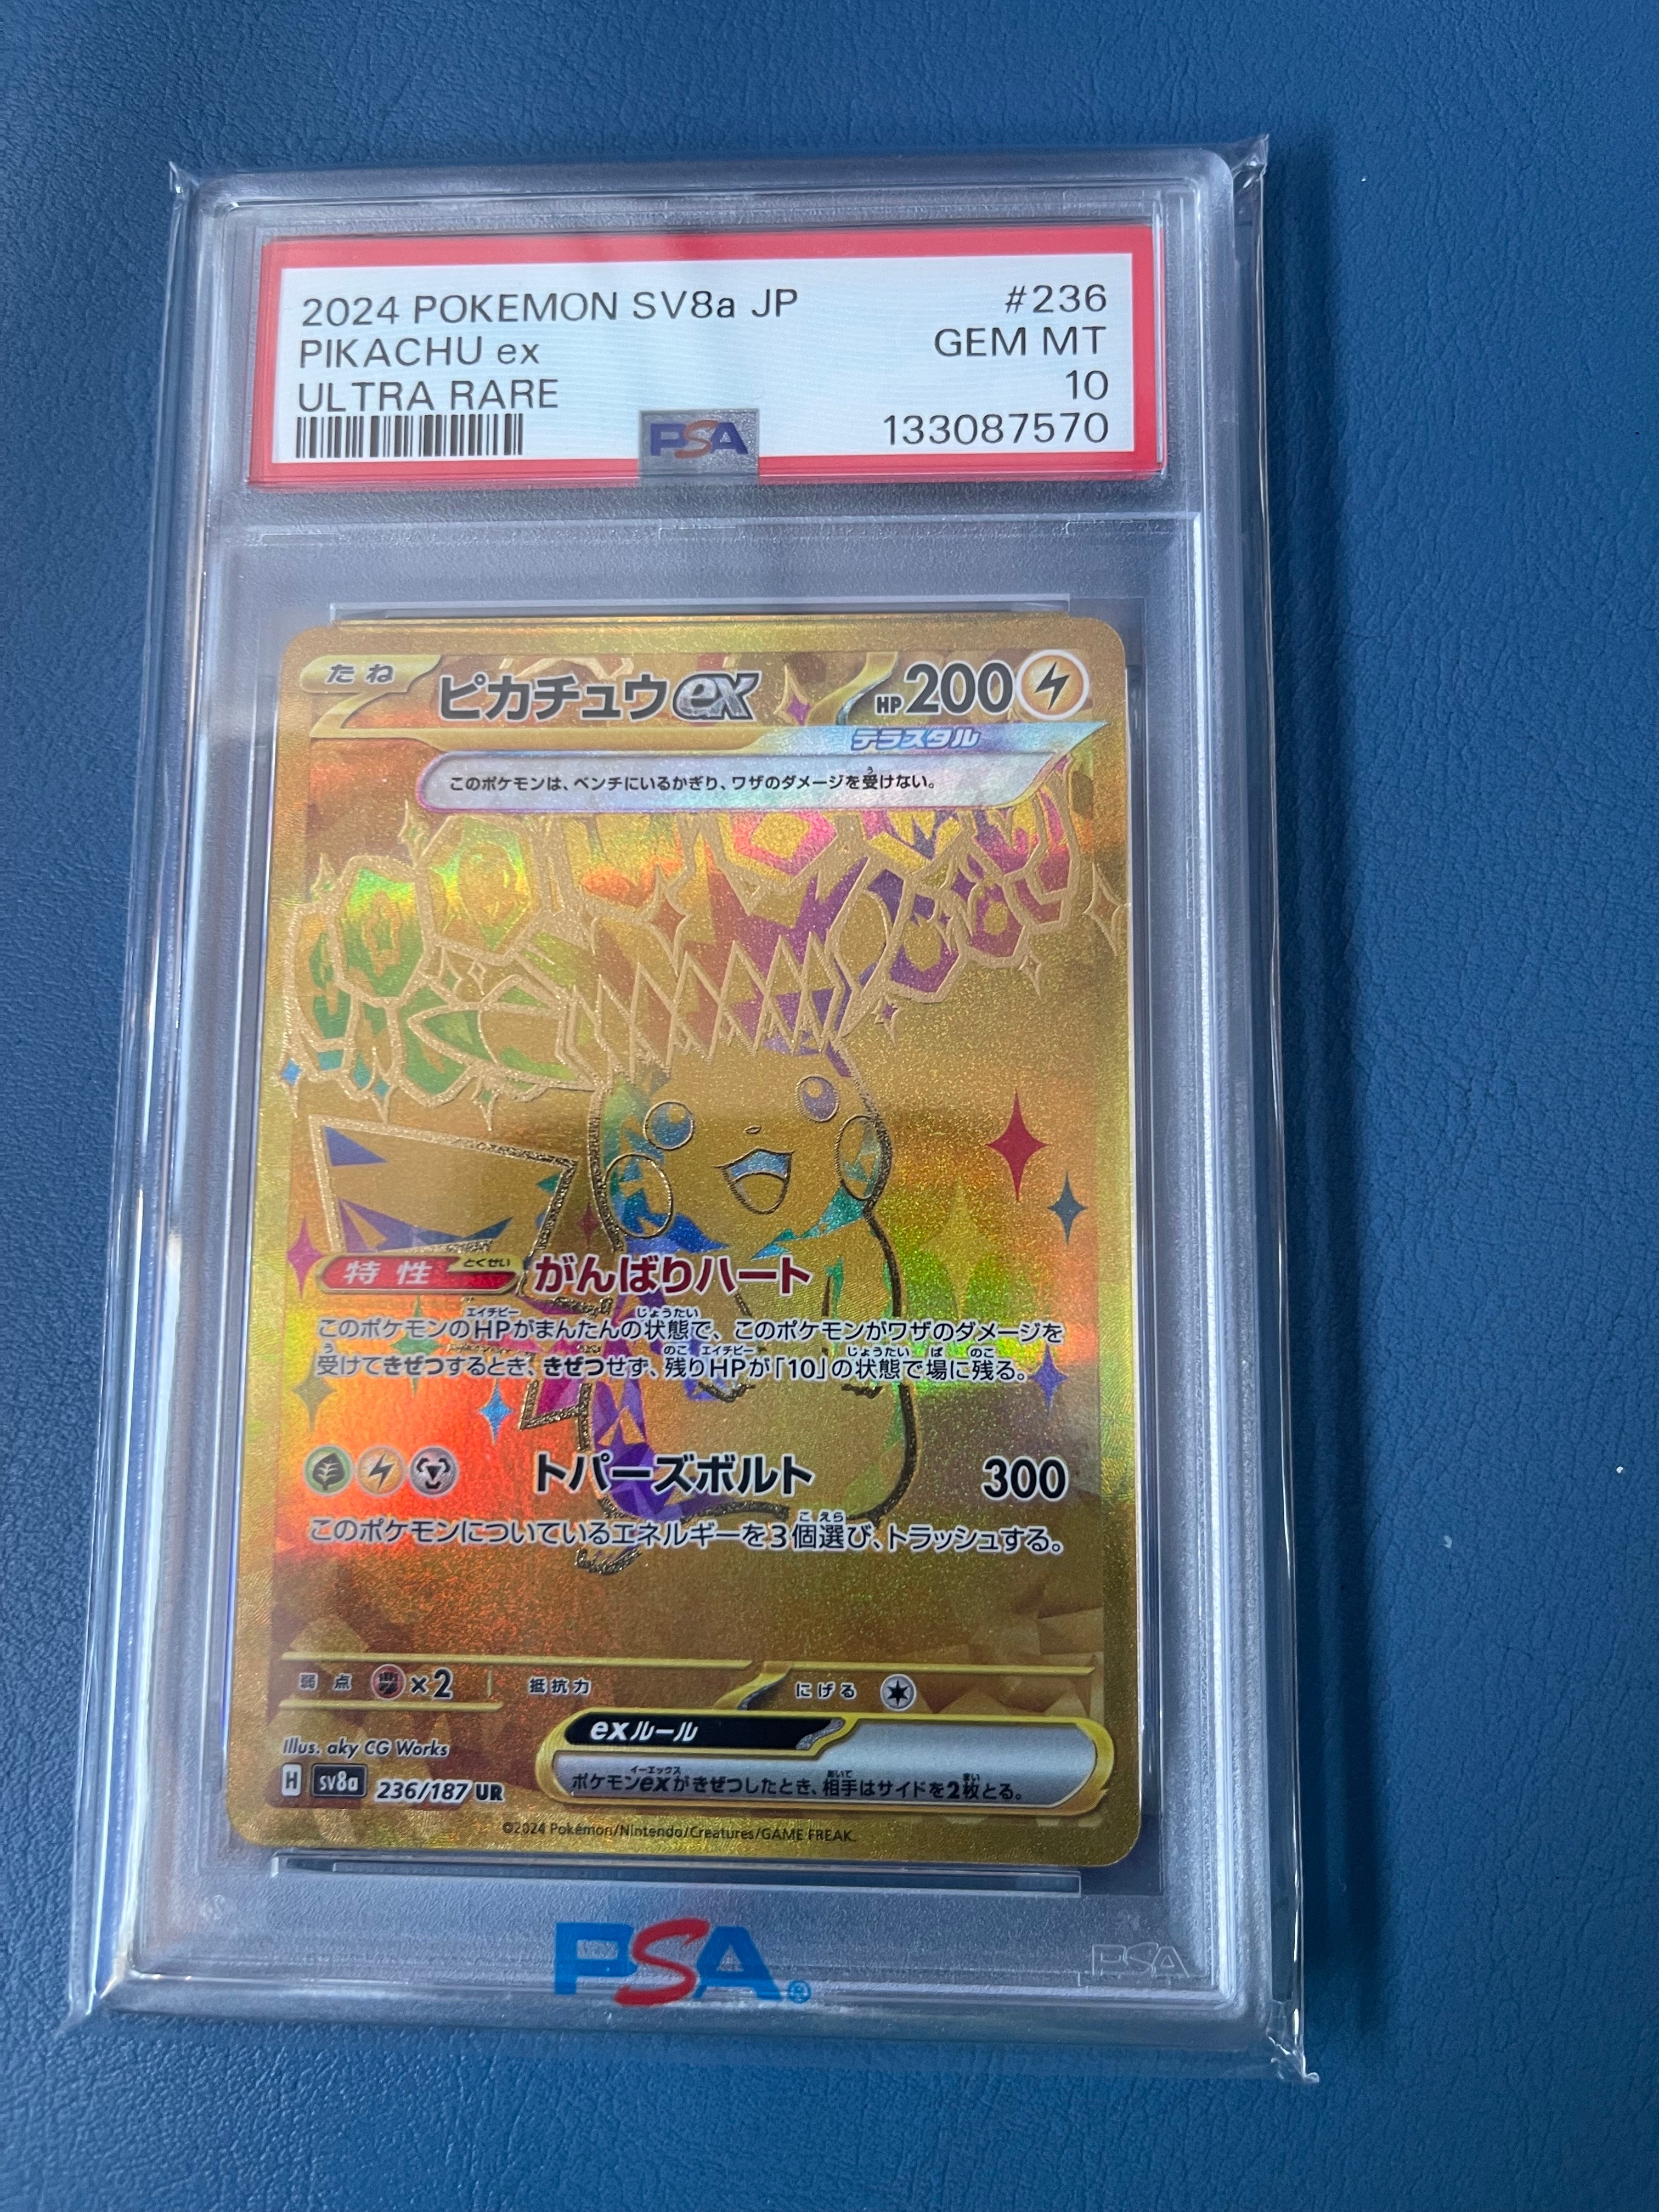 2024 POKEMON SV8a JP #236
PIKACHU ex GEM MT
ULTRA RARE 10
133087570
PSA
たね ピカチュウex HP200
テラスタル
このポケモンは、ベンチにいるかぎり、ワザのダメージを受けない。
特性 とくせい がんばりハート
このポケモンのHPがまんたんの状態で、このポケモンがワザのダメージを
受けてきぜつするとき、きぜつせず、残りHPが「10」の状態で場に残る。
トパーズボルト 300
このポケモンについているエネルギーを3個選び、トラッシュする。
弱点 ×2 抵抗力 にげる
exルール
ポケモンexがきぜつしたとき、相手はサイドを2枚とる。
Illus. aky CG Works
H SV8a 236/187 UR
©2024 Pokémon/Nintendo/Creatures/GAME FREAK.
PSA®
PSA